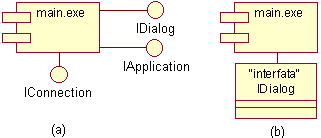 main.exe
IDialog
IApplication
IConnection
(a)
main.exe
"interfata"
IDialog
(b)